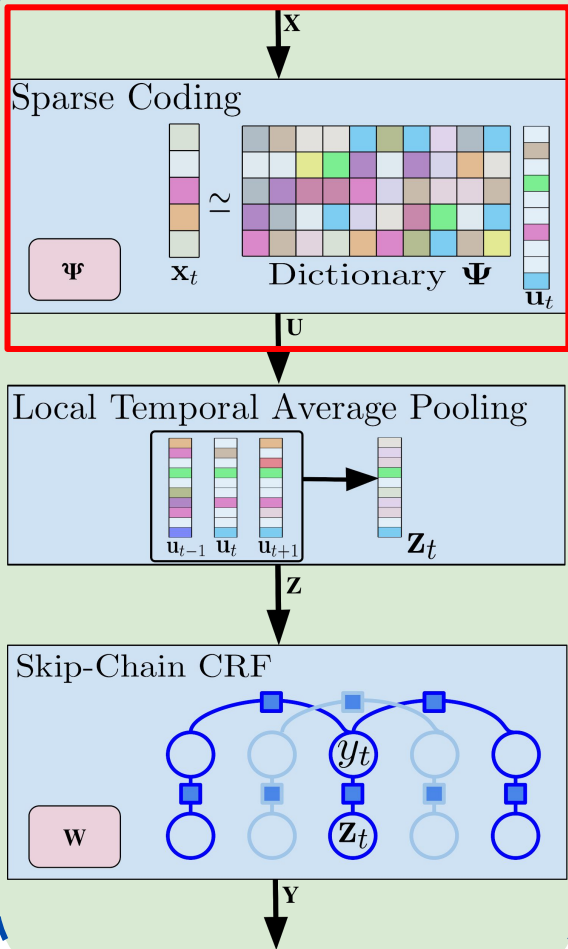 X
Sparse Coding
≃
Ψ
x_t
Dictionary Ψ
u_t
U
Local Temporal Average Pooling
u_{t−1} u_t u_{t+1}
z_t
Z
Skip-Chain CRF
y_t
W
z_t
Y